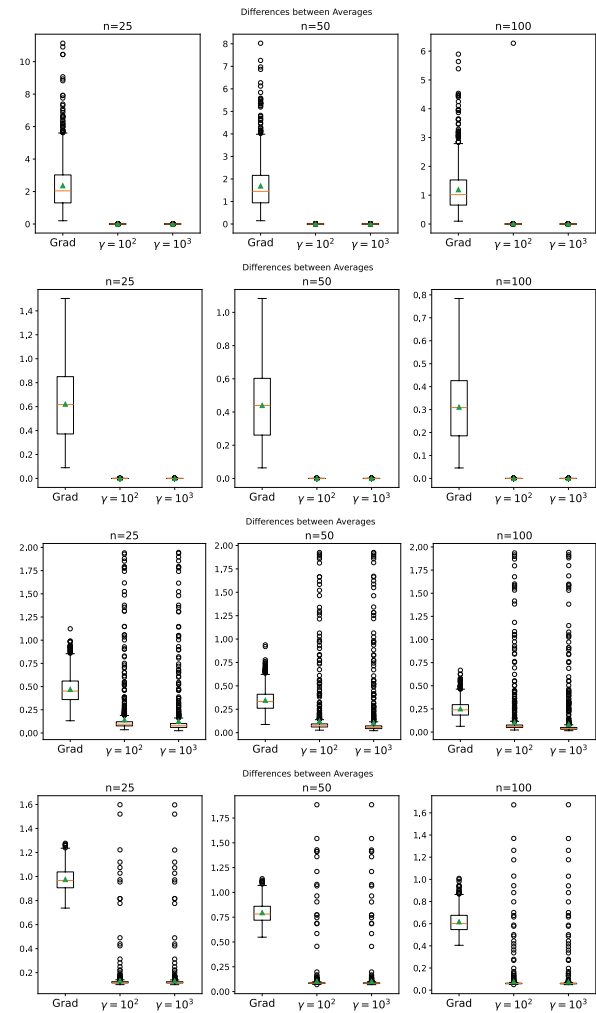 Differences between Averages
n=25 n=50 n=100
10 8 6
8 7 5
6 6 4
4 5 3
2 4 2
0 3 1
2 0
1
0
Grad γ = 10² γ = 10³ Grad γ = 10² γ = 10³ Grad γ = 10² γ = 10³
Differences between Averages
n=25 n=50 n=100
1.4 1.0 0.8
1.2 0.8 0.7
1.0 0.6 0.6
0.8 0.4 0.5
0.6 0.2 0.4
0.4 0.0 0.3
0.2 0.2
0.0 0.1
0.0
Grad γ = 10² γ = 10³ Grad γ = 10² γ = 10³ Grad γ = 10² γ = 10³
Differences between Averages
n=25 n=50 n=100
2.00 2.00 2.00
1.75 1.75 1.75
1.50 1.50 1.50
1.25 1.25 1.25
1.00 1.00 1.00
0.75 0.75 0.75
0.50 0.50 0.50
0.25 0.25 0.25
0.00 0.00 0.00
Grad γ = 10² γ = 10³ Grad γ = 10² γ = 10³ Grad γ = 10² γ = 10³
Differences between Averages
n=25 n=50 n=100
1.6 1.75 1.6
1.4 1.50 1.4
1.2 1.25 1.2
1.0 1.00 1.0
0.8 0.75 0.8
0.6 0.50 0.6
0.4 0.25 0.4
0.2 0.00 0.2
0.0
Grad γ = 10² γ = 10³ Grad γ = 10² γ = 10³ Grad γ = 10² γ = 10³